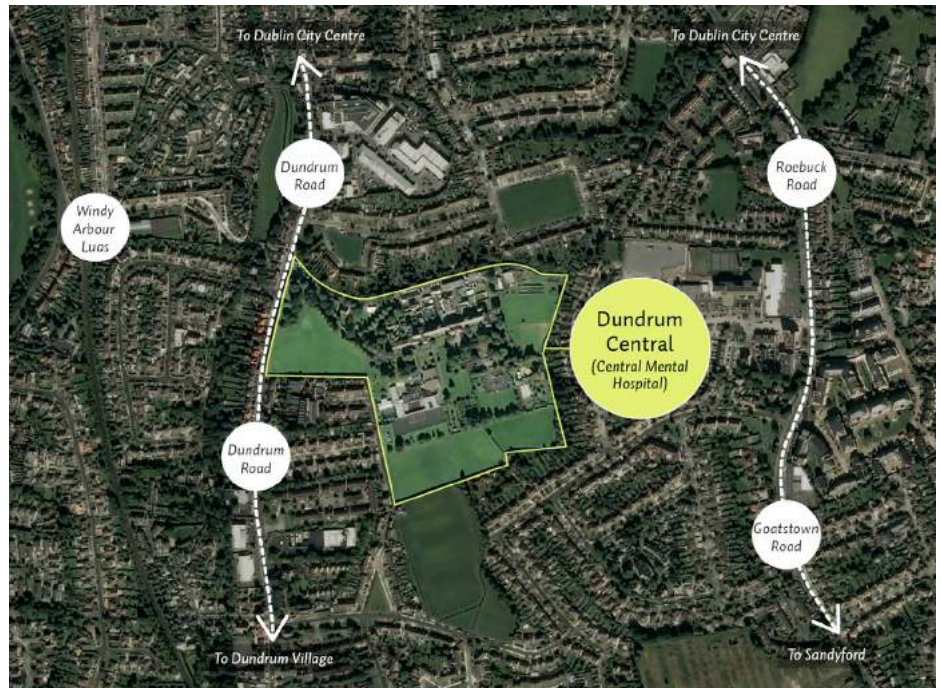 To Dublin City Centre
To Dublin City Centre
Dundrum
Road
Roebuck
Road
Windy
Arbour
Luas
Dundrum
Central
(Central Mental
Hospital)
Dundrum
Road
Goatstown
Road
To Dundrum Village
To Sandyford